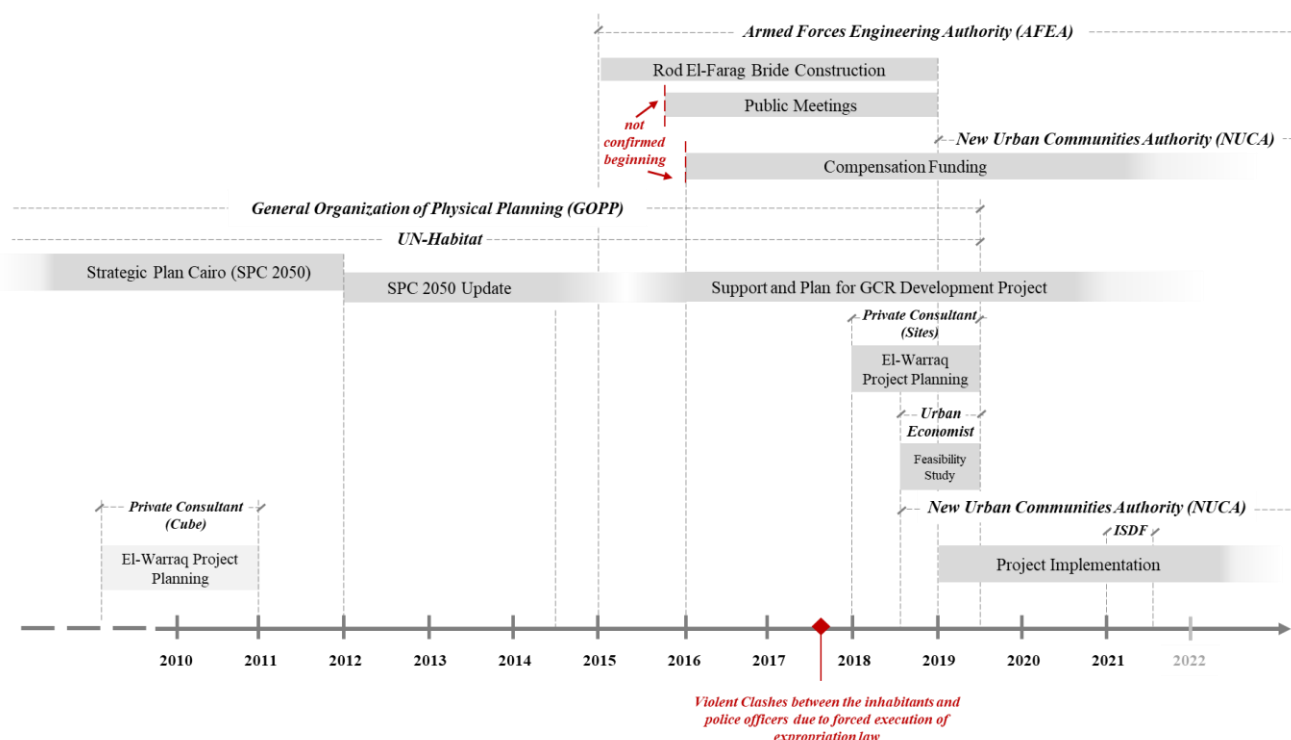 Armed Forces Engineering Authority (AFEA)
Rod El-Farag Bride Construction
Public Meetings
not
confirmed
beginning
New Urban Communities Authority (NUCA)
Compensation Funding
General Organization of Physical Planning (GOPP)
UN-Habitat
Strategic Plan Cairo (SPC 2050)
SPC 2050 Update
Support and Plan for GCR Development Project
Private Consultant
(Sites)
El-Warraq
Project Planning
Urban
Economist
Feasibility
Study
Private Consultant
(Cube)
El-Warraq Project
Planning
New Urban Communities Authority (NUCA)
ISDF
Project Implementation
2010 2011 2012 2013 2014 2015 2016 2017 2018 2019 2020 2021 2022
Violent Clashes between the inhabitants and
police officers due to forced execution of
expropriation law